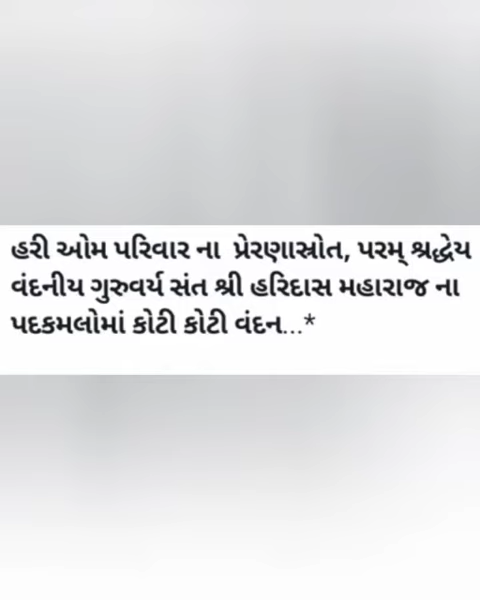 હરી ઓમ પરિવાર ના પ્રેરણાસ્રોત, પરમ્ શ્રદ્ધેય
વંદનીય ગુરુવર્ય સંત શ્રી હરિદાસ મહારાજ ના
પદકમલોમાં કોટી કોટી વંદન...*